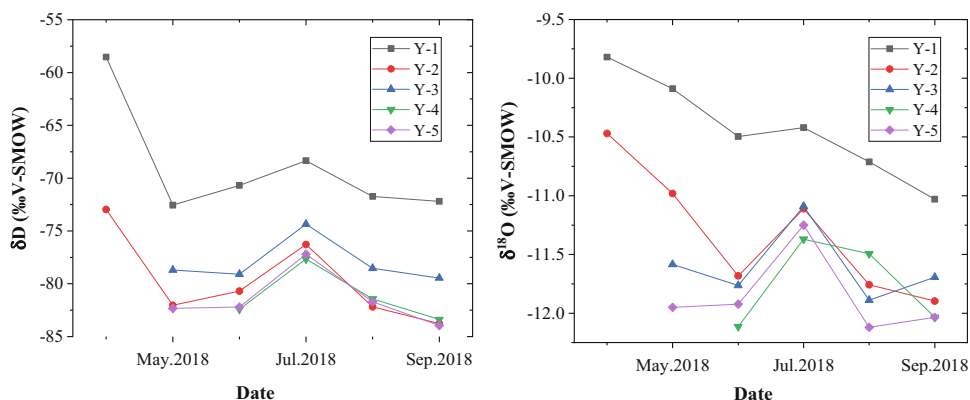 -55
-60
-65
-70
-75
-80
-85
δD (‰V-SMOW)
May.2018
Jul.2018
Sep.2018
Date
Y-1
Y-2
Y-3
Y-4
Y-5
-9.5
-10.0
-10.5
-11.0
-11.5
-12.0
δ¹⁸O (‰V-SMOW)
May.2018
Jul.2018
Sep.2018
Date
Y-1
Y-2
Y-3
Y-4
Y-5